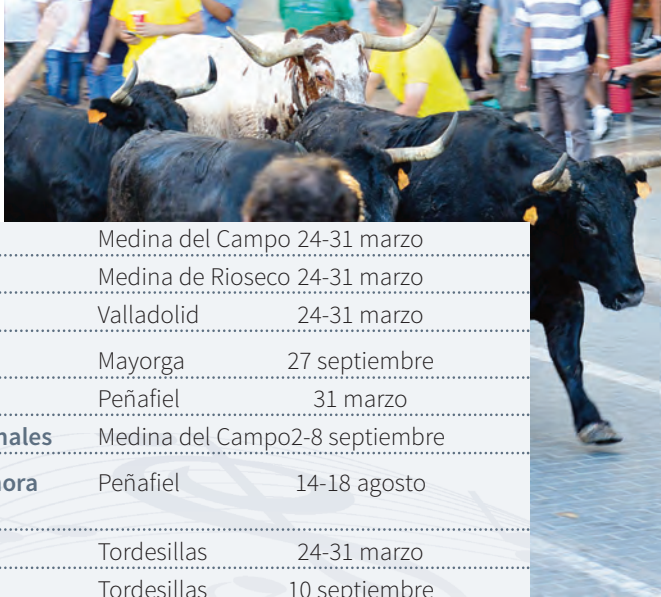 Medina del Campo 24-31 marzo
Medina de Rioseco 24-31 marzo
Valladolid 24-31 marzo
Mayorga 27 septiembre
Peñafiel 31 marzo
nales Medina del Campo2-8 septiembre
ora Peñafiel 14-18 agosto
Tordesillas 24-31 marzo
Tordesillas 10 septiembre